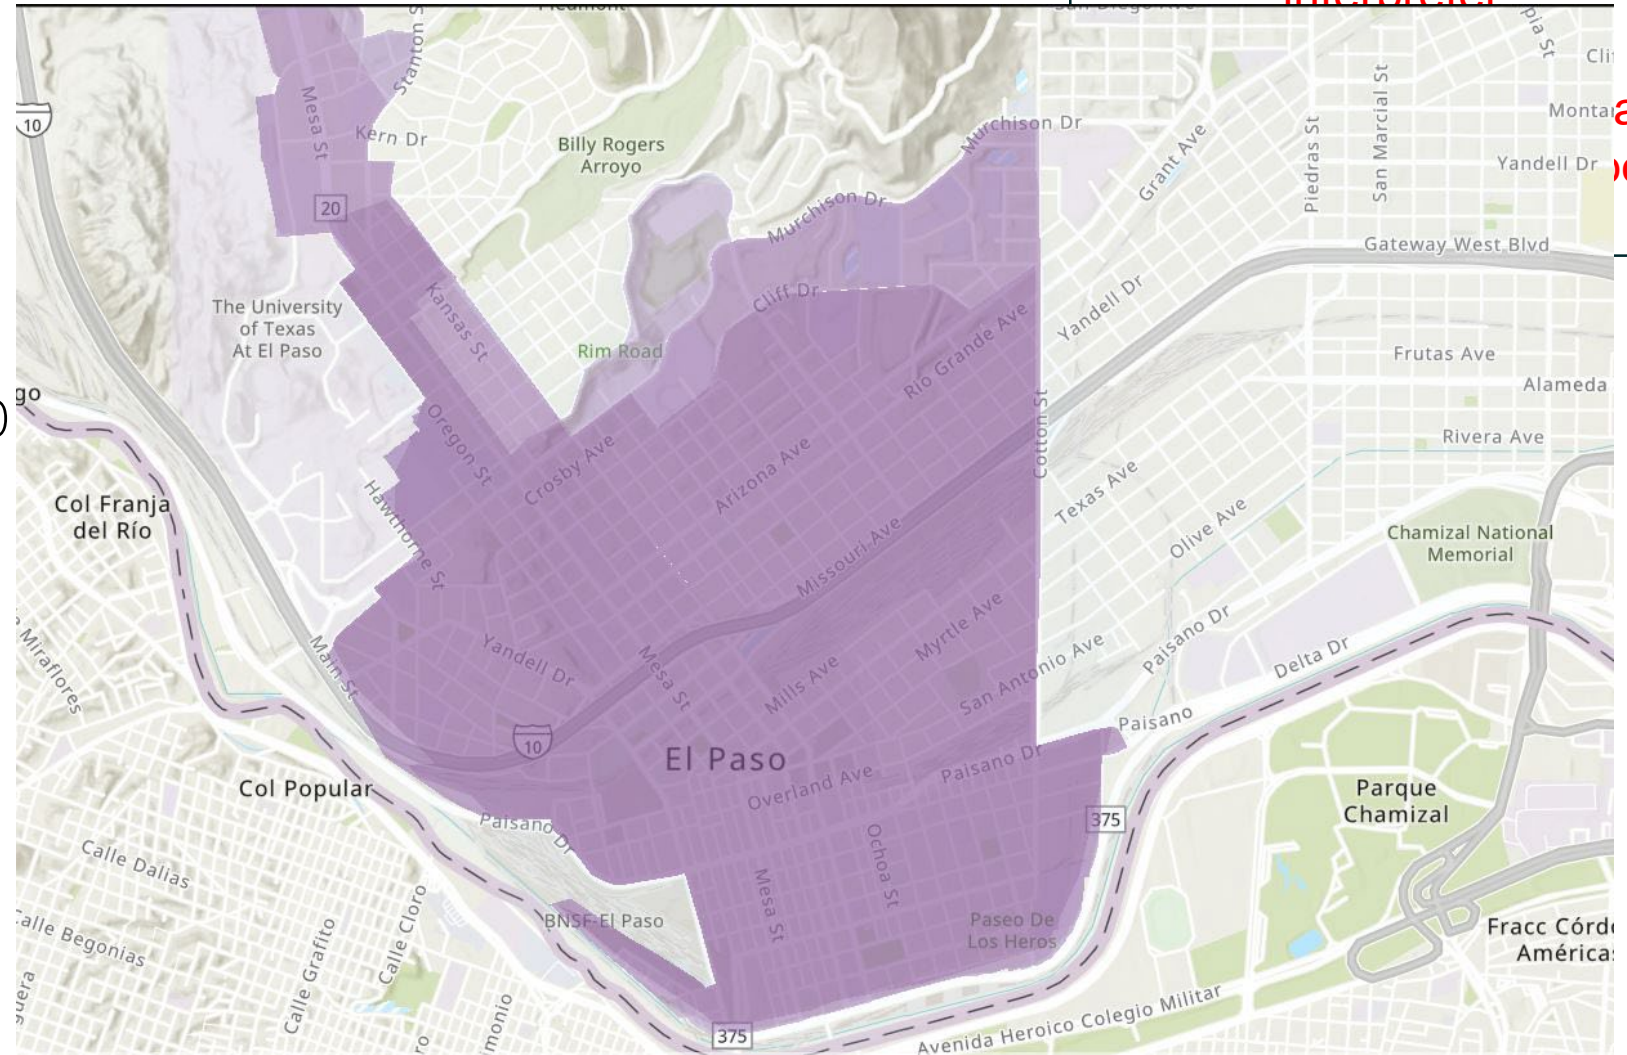 Stanton S
Mesa St
Kern Dr
10
20
Billy Rogers
Arroyo
Murchison Dr
Murchison Dr
Grant Ave
Piedras St
San Marcial St
Yandell Dr
Gateway West Blvd
The University
of Texas
At El Paso
Kansas St
Rim Road
Cliff Dr
Rio Grande Ave
Yandell Dr
Frutas Ave
Alameda
Rivera Ave
go
Oregon St
Crosby Ave
Arizona Ave
Cotton St
Texas Ave
Olive Ave
Col Franja
del Río
Hawthorne St
Missouri Ave
Chamizal National
Memorial
Miraflores
Main St
Yandell Dr
Mesa St
Mills Ave
Myrtle Ave
San Antonio Ave
Paisano Dr
Delta Dr
Paisano
10
El Paso
Overland Ave
Paisano Dr
Col Popular
Parque
Chamizal
375
Paisano Dr
Calle Dalias
Ochoa St
Mesa St
BNSF-El Paso
Paseo De
Los Heros
Calle Begonias
Calle Grafito
Calle Cloro
Fracc Córdo
Américas
375
Avenida Heroico Colegio Militar